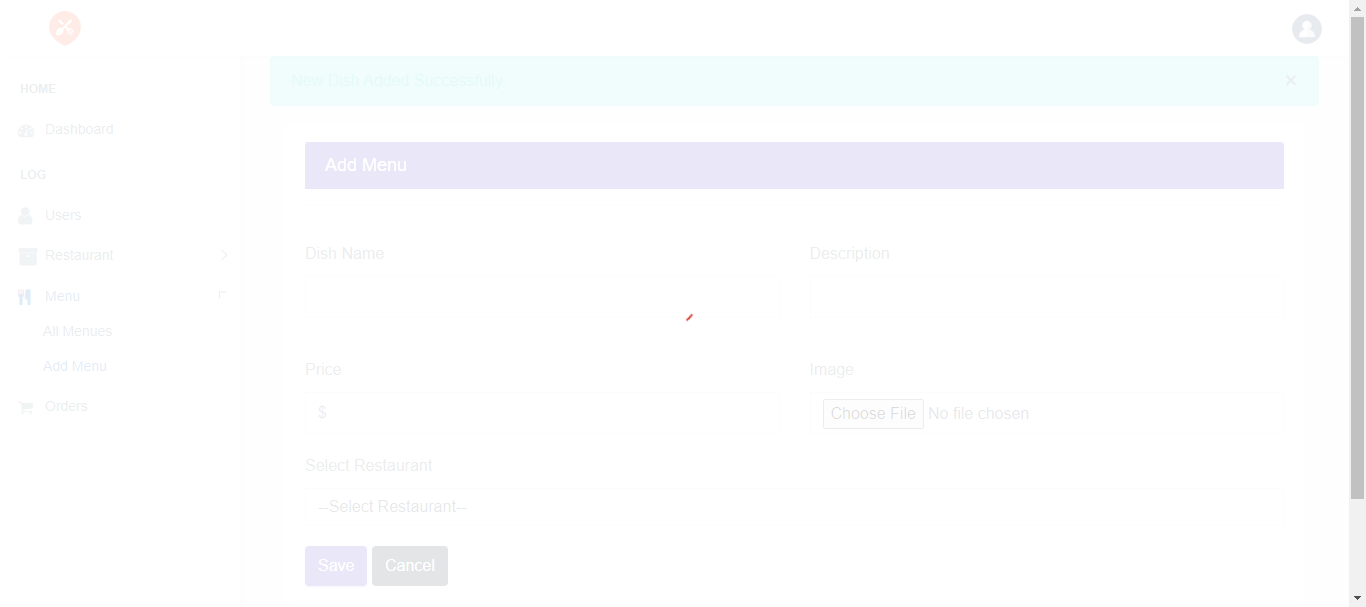 New Dish Added Successfully.
×
HOME
Dashboard
LOG
Users
Restaurant
Menu
All Menues
Add Menu
Orders
Add Menu
Dish Name
Description
Price
$
Image
Choose File No file chosen
Select Restaurant
--Select Restaurant--
Save
Cancel